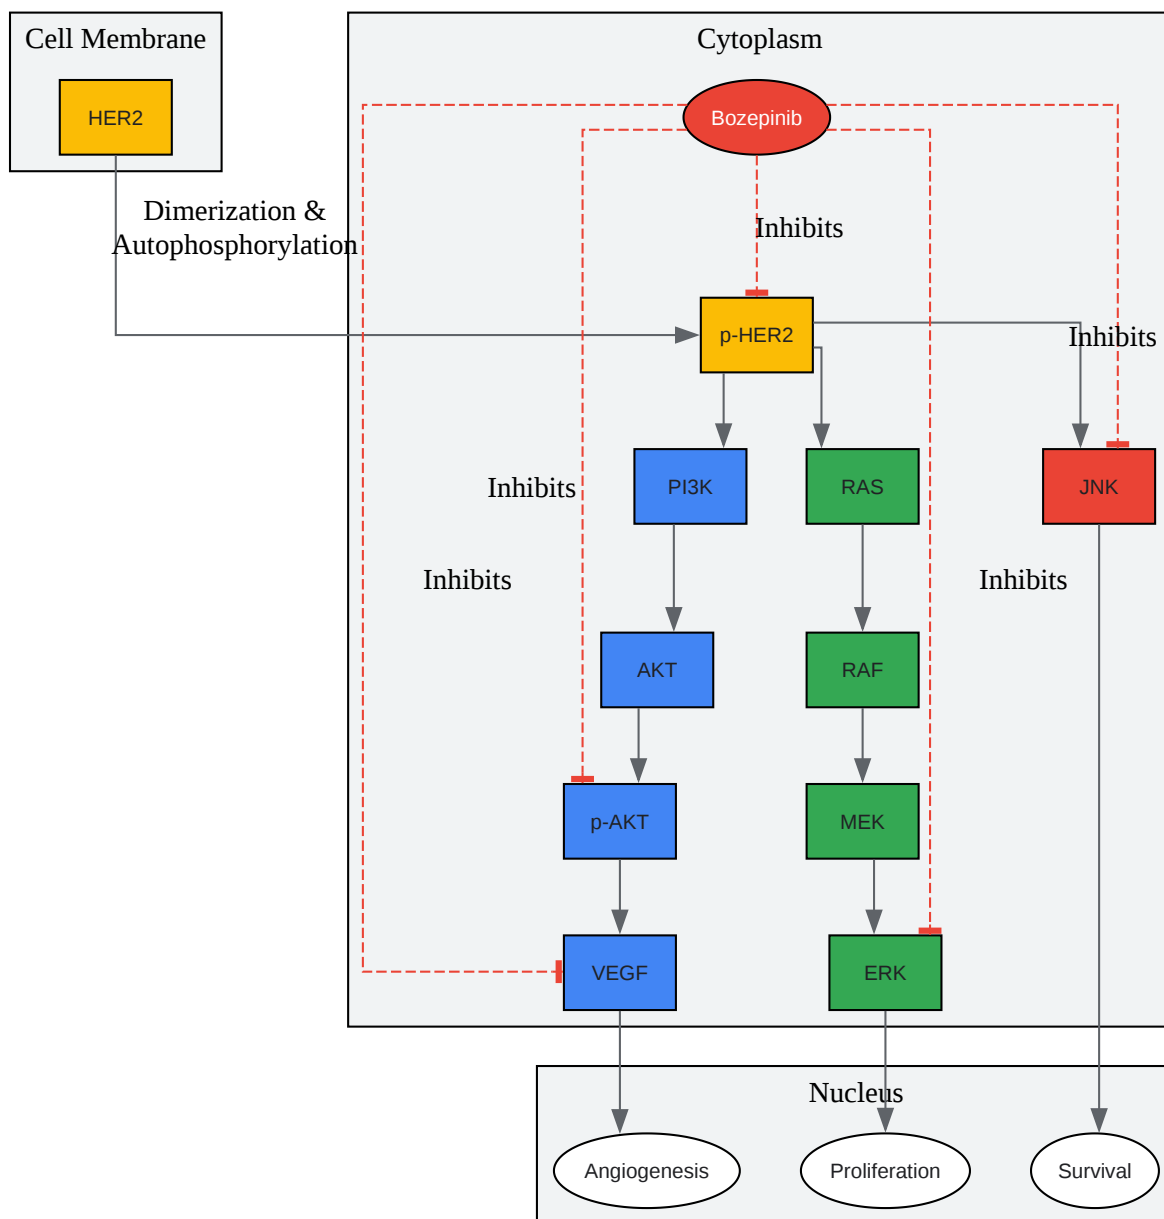 Cell Membrane
Cytoplasm
HER2
Bozepinib
Dimerization &
Autophosphorylation
Inhibits
p-HER2
Inhibits
PI3K
RAS
JNK
Inhibits
Inhibits
Inhibits
AKT
RAF
p-AKT
MEK
VEGF
ERK
Nucleus
Angiogenesis
Proliferation
Survival